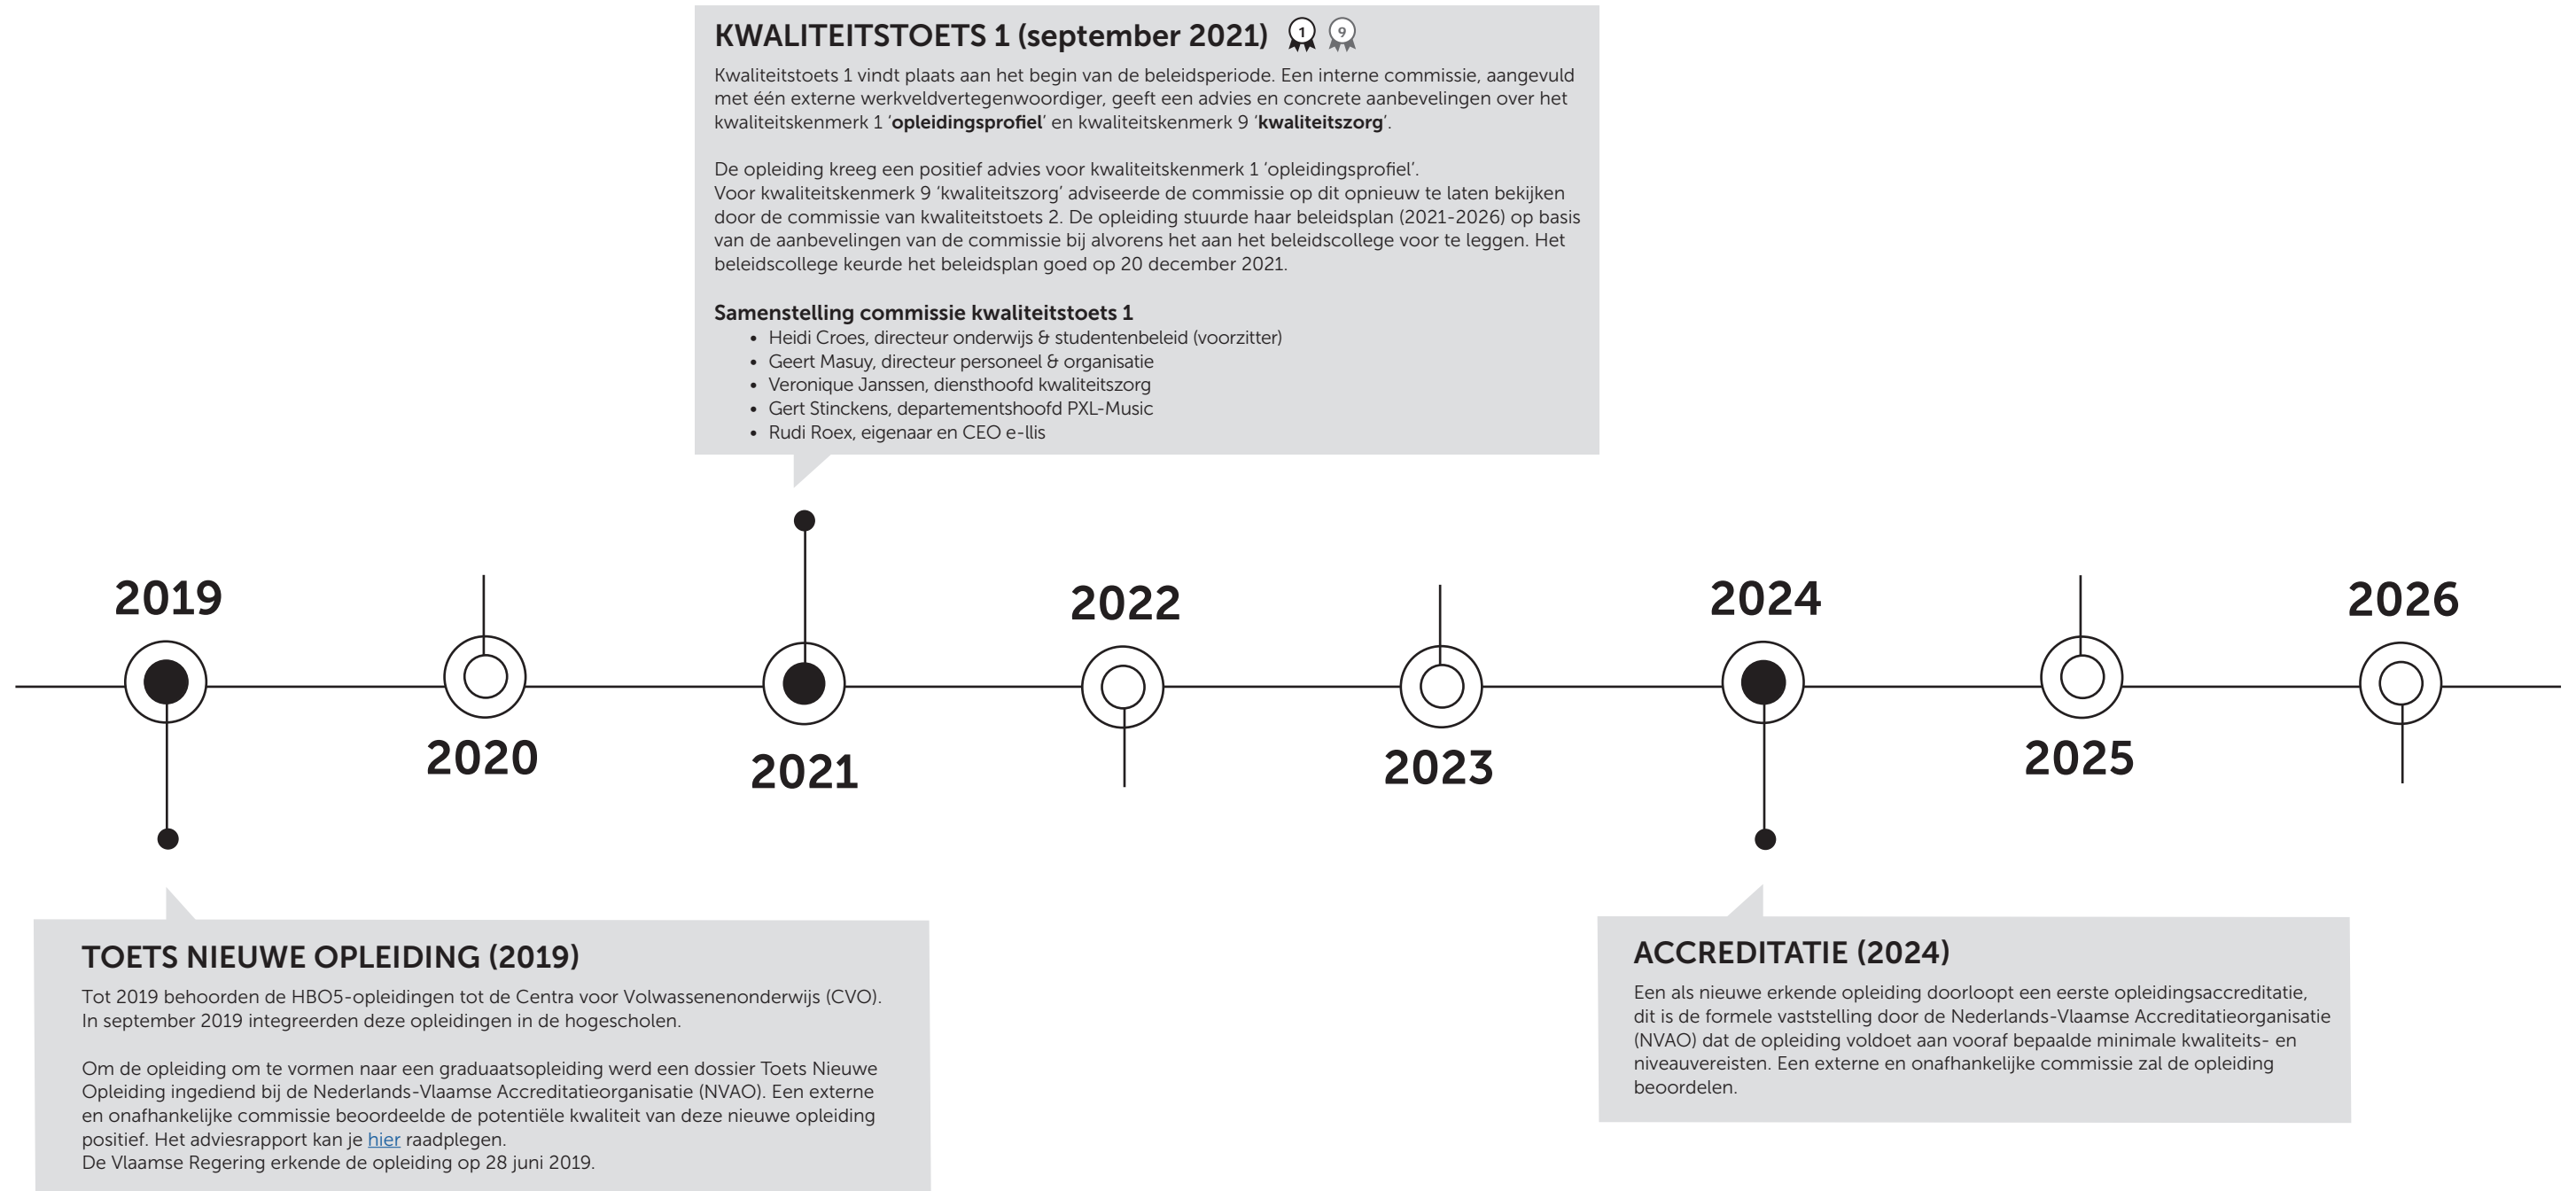 KWALITEITSTOETS 1 (september 2021) 1 9
Kwaliteitstoets 1 vindt plaats aan het begin van de beleidsperiode. Een interne commissie, aangevuld
met één externe werkveldvertegenwoordiger, geeft een advies en concrete aanbevelingen over het
kwaliteitskenmerk 1 ‘opleidingsprofiel’ en kwaliteitskenmerk 9 ‘kwaliteitszorg’.
De opleiding kreeg een positief advies voor kwaliteitskenmerk 1 ‘opleidingsprofiel’.
Voor kwaliteitskenmerk 9 ‘kwaliteitszorg’ adviseerde de commissie op dit opnieuw te laten bekijken
door de commissie van kwaliteitstoets 2. De opleiding stuurde haar beleidsplan (2021-2026) op basis
van de aanbevelingen van de commissie bij alvorens het aan het beleidscollege voor te leggen. Het
beleidscollege keurde het beleidsplan goed op 20 december 2021.
Samenstelling commissie kwaliteitstoets 1
• Heidi Croes, directeur onderwijs & studentenbeleid (voorzitter)
• Geert Masuy, directeur personeel & organisatie
• Veronique Janssen, diensthoofd kwaliteitszorg
• Gert Stinckens, departementshoofd PXL-Music
• Rudi Roex, eigenaar en CEO e-llis
2019
2020
2021
2022
2023
2024
2025
2026
TOETS NIEUWE OPLEIDING (2019)
Tot 2019 behoorden de HBO5-opleidingen tot de Centra voor Volwassenenonderwijs (CVO).
In september 2019 integreerden deze opleidingen in de hogescholen.
Om de opleiding om te vormen naar een graduaatsopleiding werd een dossier Toets Nieuwe
Opleiding ingediend bij de Nederlands-Vlaamse Accreditatieorganisatie (NVAO). Een externe
en onafhankelijke commissie beoordeelde de potentiële kwaliteit van deze nieuwe opleiding
positief. Het adviesrapport kan je hier raadplegen.
De Vlaamse Regering erkende de opleiding op 28 juni 2019.
ACCREDITATIE (2024)
Een als nieuwe erkende opleiding doorloopt een eerste opleidingsaccreditatie,
dit is de formele vaststelling door de Nederlands-Vlaamse Accreditatieorganisatie
(NVAO) dat de opleiding voldoet aan vooraf bepaalde minimale kwaliteits- en
niveauvereisten. Een externe en onafhankelijke commissie zal de opleiding
beoordelen.